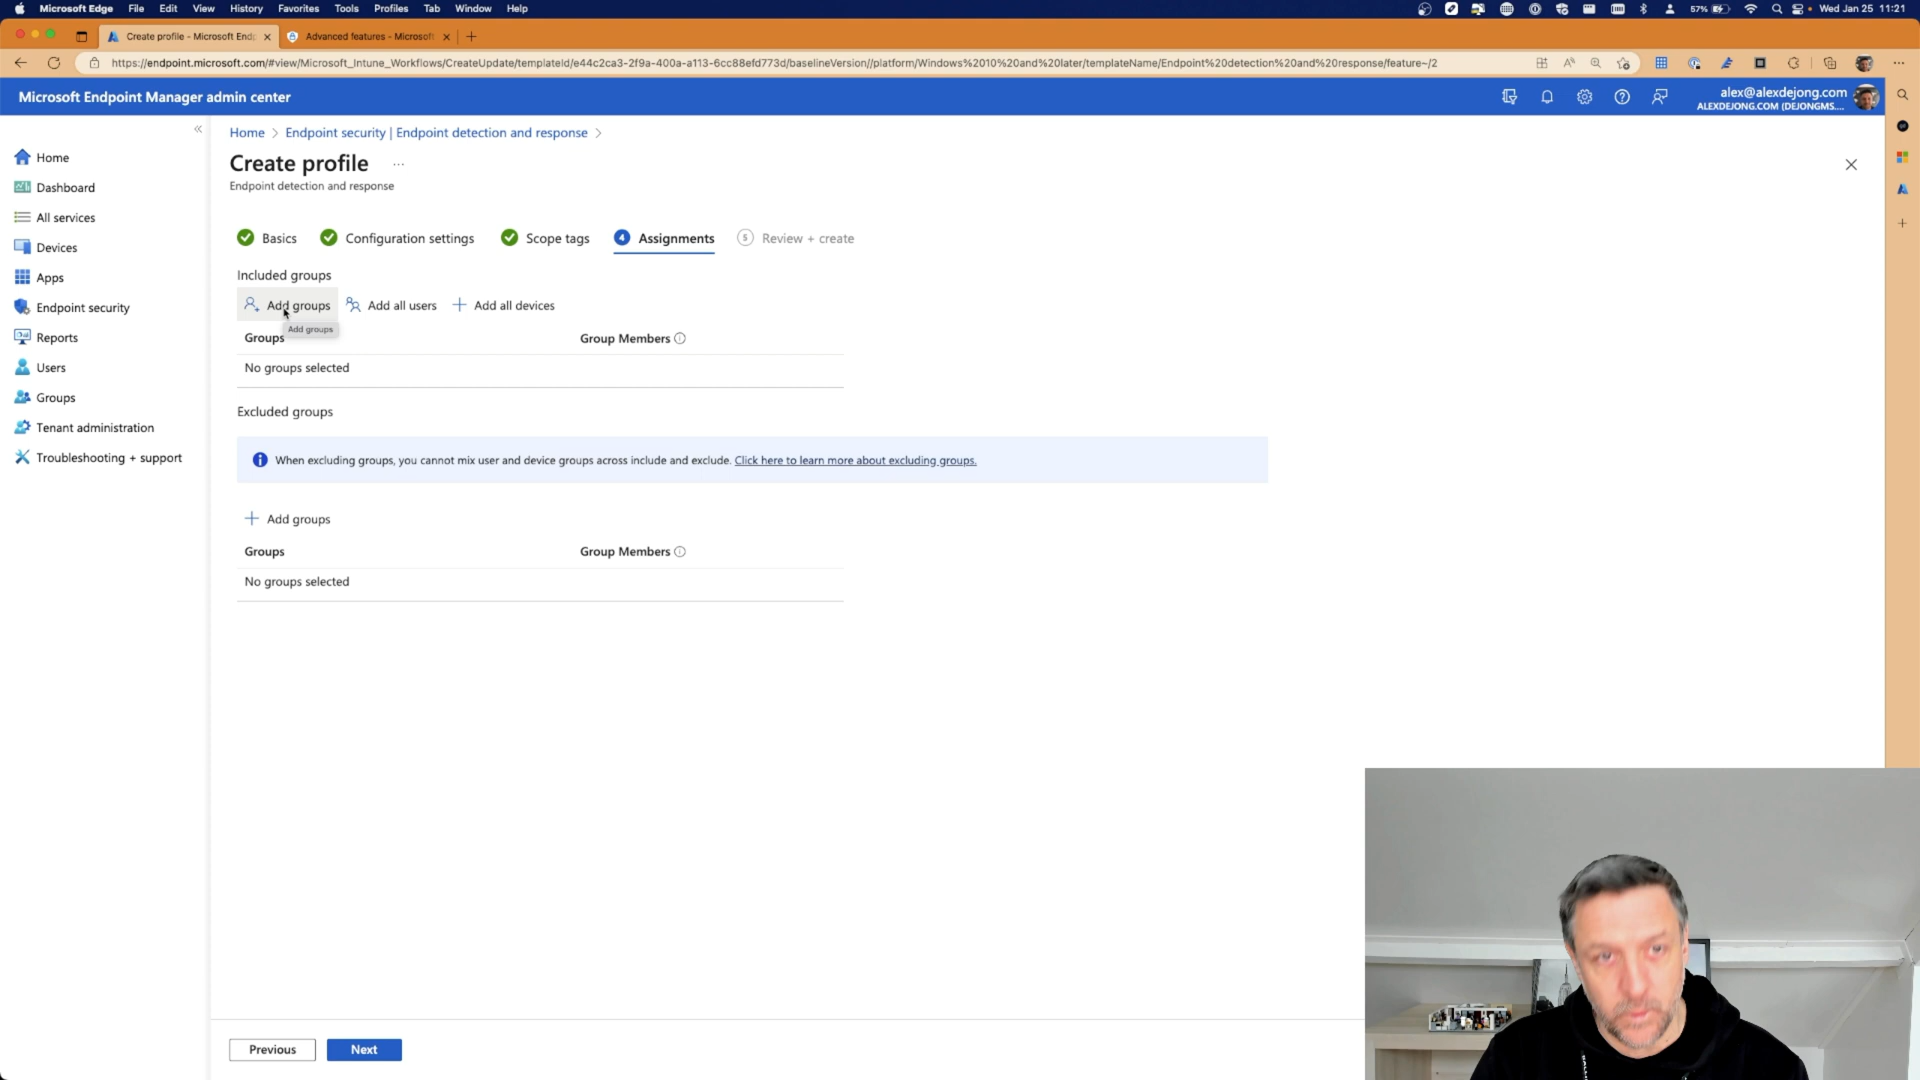 Microsoft Edge File Edit View History Favorites Tools Profiles Tab Window Help 57% Wed Jan 25 11:21
Create profile - Microsoft Endp Advanced features - Microsoft
https://endpoint.microsoft.com/#view/Microsoft_Intune_Workflows/CreateUpdate/templateId/e44c2ca3-2f9a-400a-a113-6cc88efd773d/baselineVersion//platform/Windows%2010%20and%20later/templateName/Endpoint%20detection%20and%20response/feature~/2
Microsoft Endpoint Manager admin center
alex@alexdejong.com
ALEXDEJONG.COM (DEJONGMS....
Home
Dashboard
All services
Devices
Apps
Endpoint security
Reports
Users
Groups
Tenant administration
Troubleshooting + support
Home > Endpoint security | Endpoint detection and response >
Create profile ...
Endpoint detection and response
Basics Configuration settings Scope tags 4 Assignments 5 Review + create
Included groups
Add groups Add all users Add all devices
Add groups
Groups Group Members
No groups selected
Excluded groups
When excluding groups, you cannot mix user and device groups across include and exclude. Click here to learn more about excluding groups.
Add groups
Groups Group Members
No groups selected
Previous Next